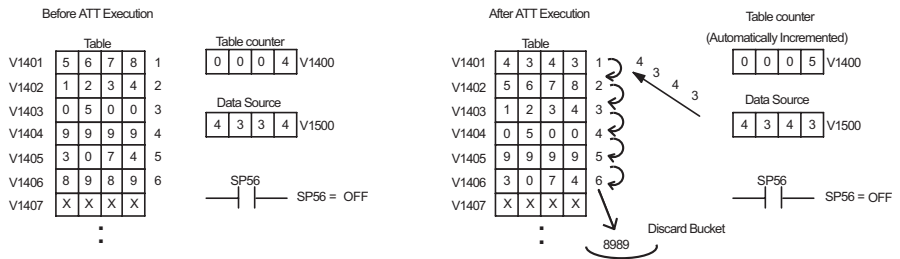 Before ATT Execution
Table
V1401 5 6 7 8 1
V1402 1 2 3 4 2
V1403 0 5 0 0 3
V1404 9 9 9 9 4
V1405 3 0 7 4 5
V1406 8 9 8 9 6
V1407 X X X X
Table counter
0 0 0 4 V1400
Data Source
4 3 3 4 V1500
SP56
SP56 = OFF
After ATT Execution
Table
V1401 4 3 4 3 1
V1402 5 6 7 8 2
V1403 1 2 3 4 3
V1404 0 5 0 0 4
V1405 9 9 9 9 5
V1406 3 0 7 4 6
V1407 X X X X
4 3 4 3
Discard Bucket
8989
Table counter
(Automatically Incremented)
0 0 0 5 V1400
Data Source
4 3 4 3 V1500
SP56
SP56 = OFF